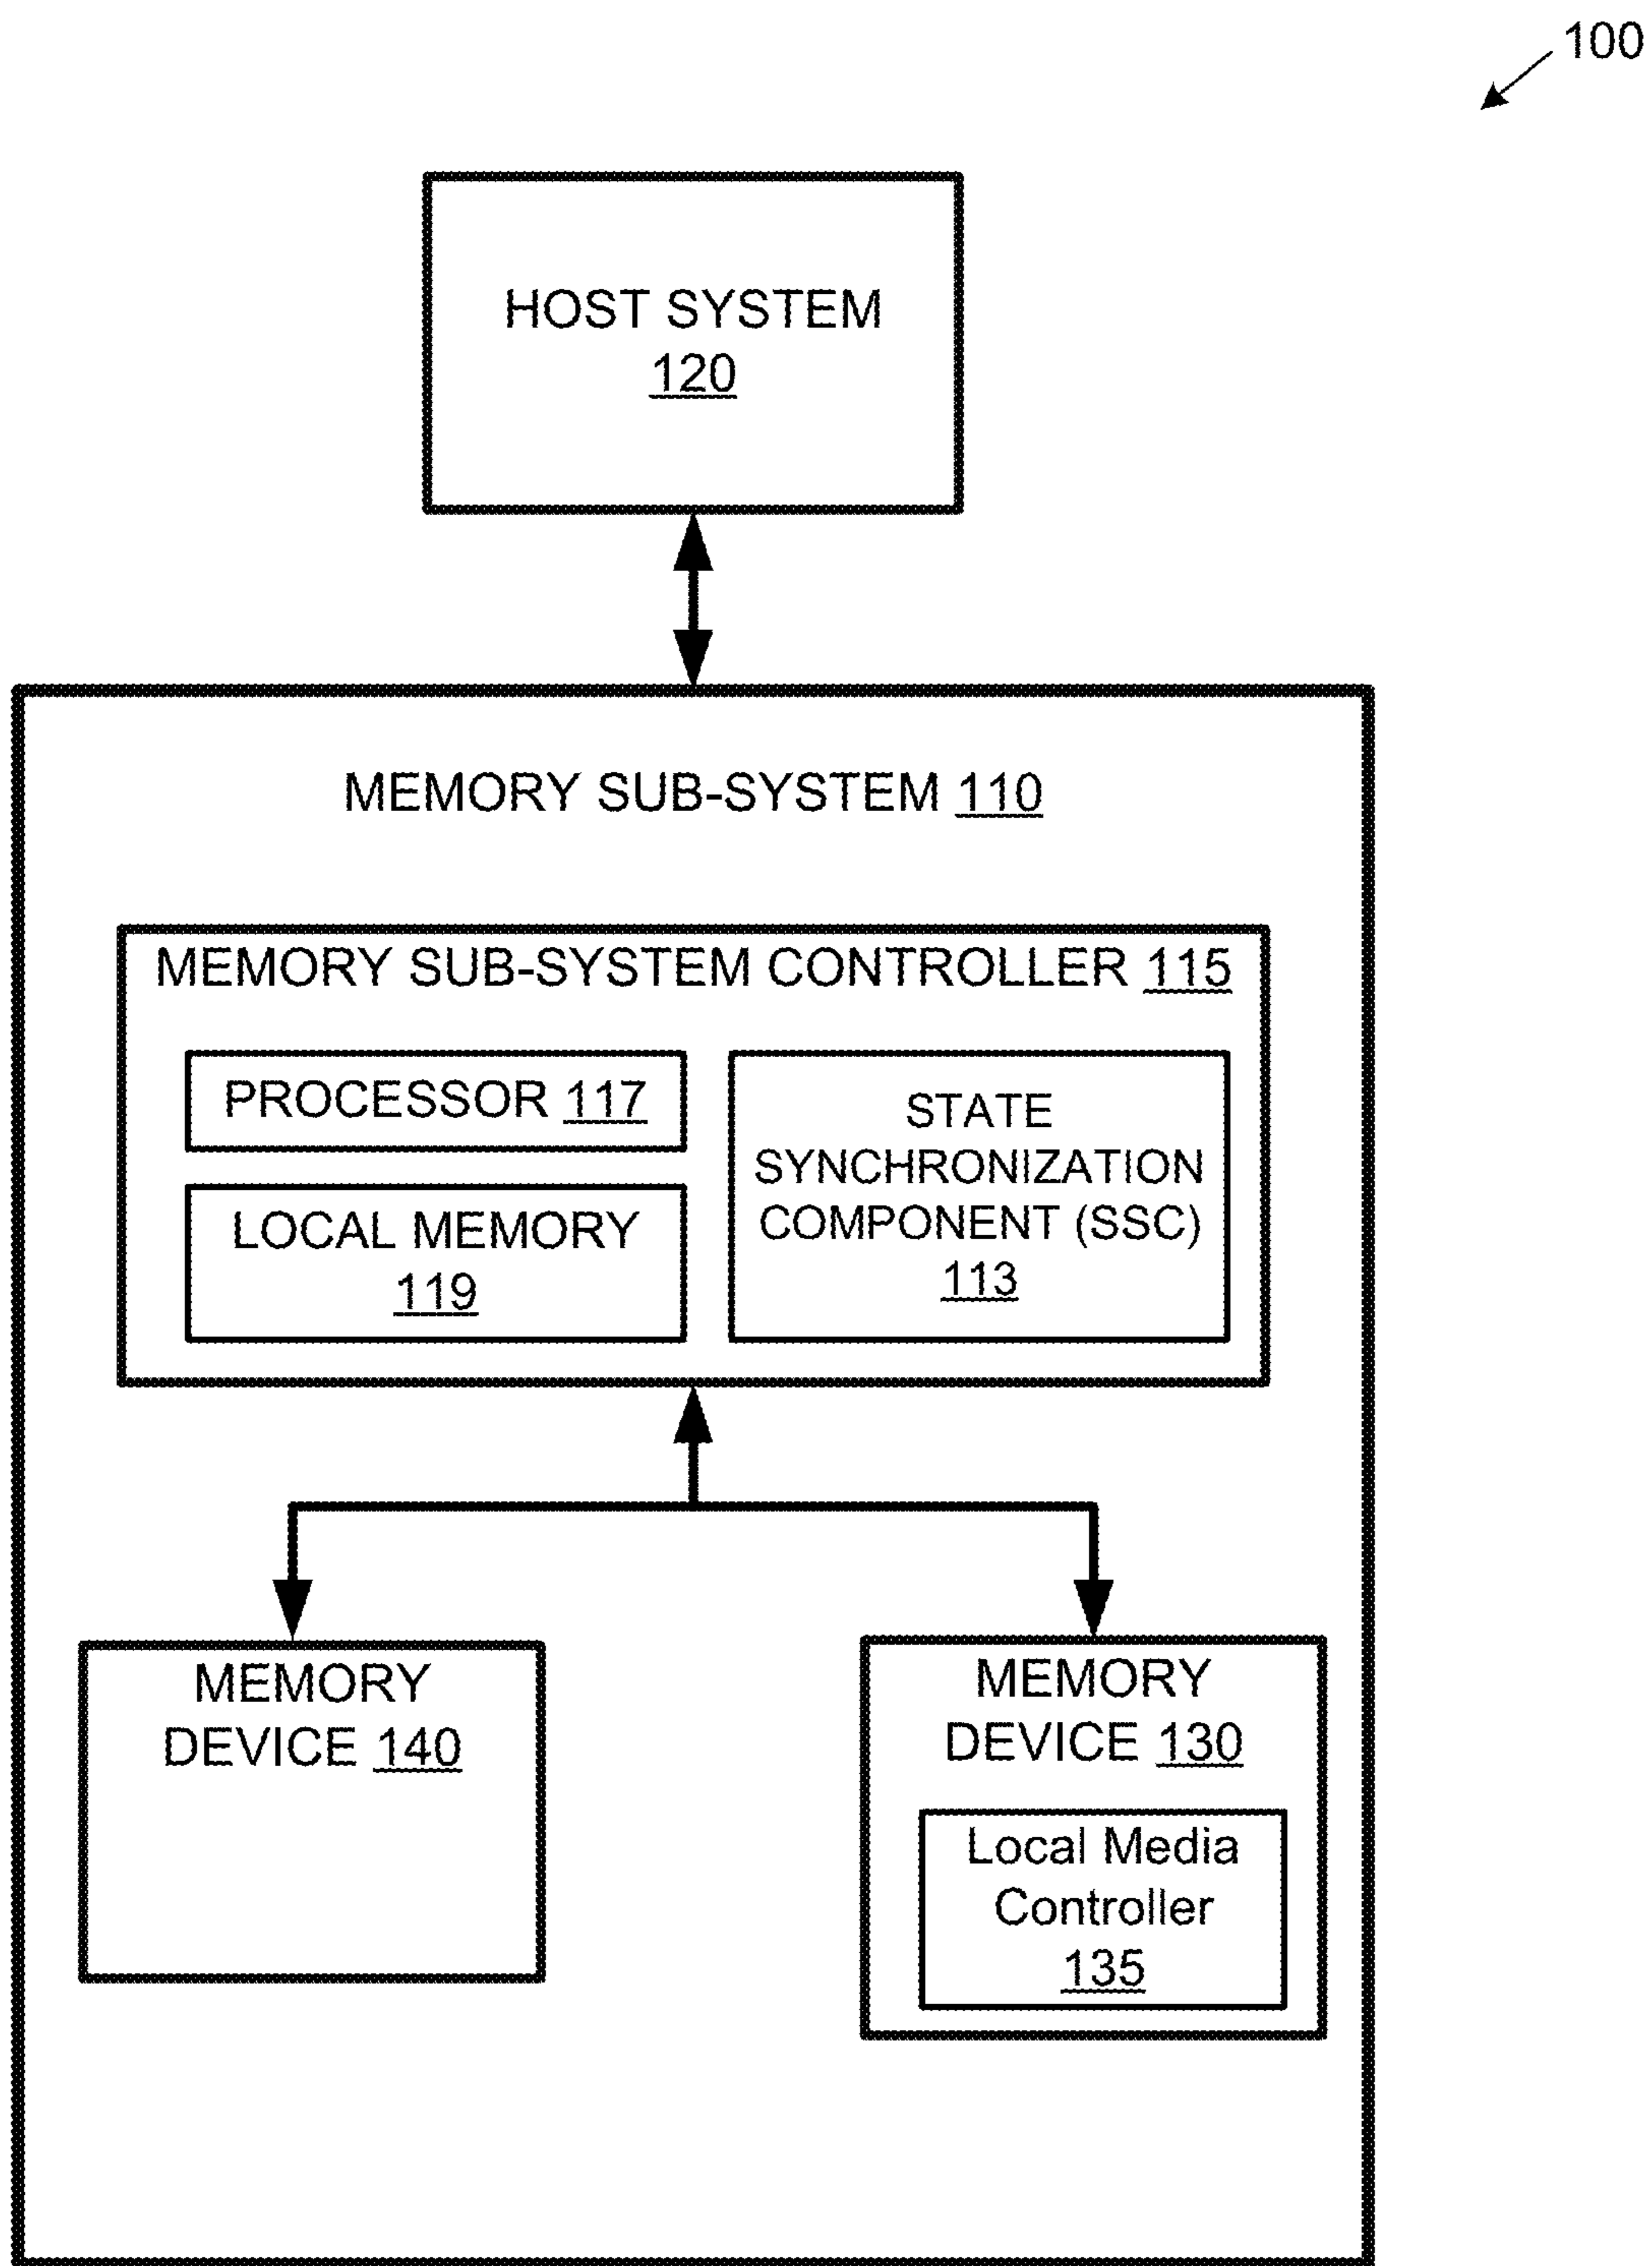 100
HOST SYSTEM
120
MEMORY SUB-SYSTEM 110
MEMORY SUB-SYSTEM CONTROLLER 115
PROCESSOR 117
LOCAL MEMORY
119
STATE
SYNCHRONIZATION
COMPONENT (SSC)
113
MEMORY
DEVICE 140
MEMORY
DEVICE 130
Local Media
Controller
135